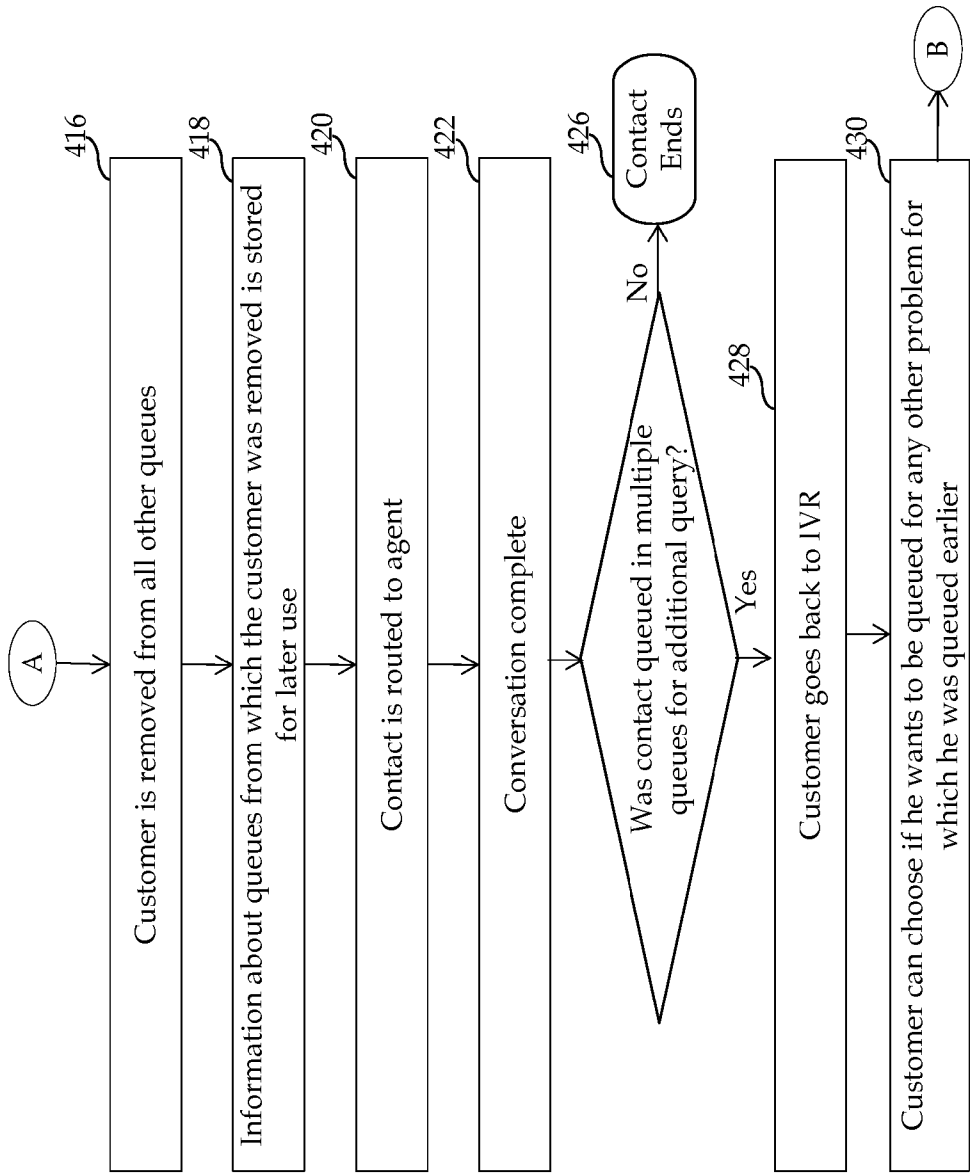 A
416
Customer is removed from all other queues
418
Information about queues from which the customer was removed is stored
for later use
420
Contact is routed to agent
422
Conversation complete
Was contact queued in multiple
queues for additional query?
No
426
Contact
Ends
Yes
428
Customer goes back to IVR
430
Customer can choose if he wants to be queued for any other problem for
which he was queued earlier
B